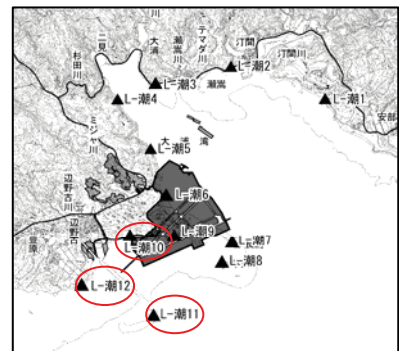 二見
杉田川
大浦川
瀬嵩川
テマダ川
汀間
汀間川
L-潮2
瀬嵩
L-潮3
L-潮4
L-潮1
安部
ミジャ川
大浦湾
L-潮5
辺野古川
L-潮6
辺野古
豊原
L-潮9
L-潮10
L-潮7
L-潮8
L-潮12
L-潮11